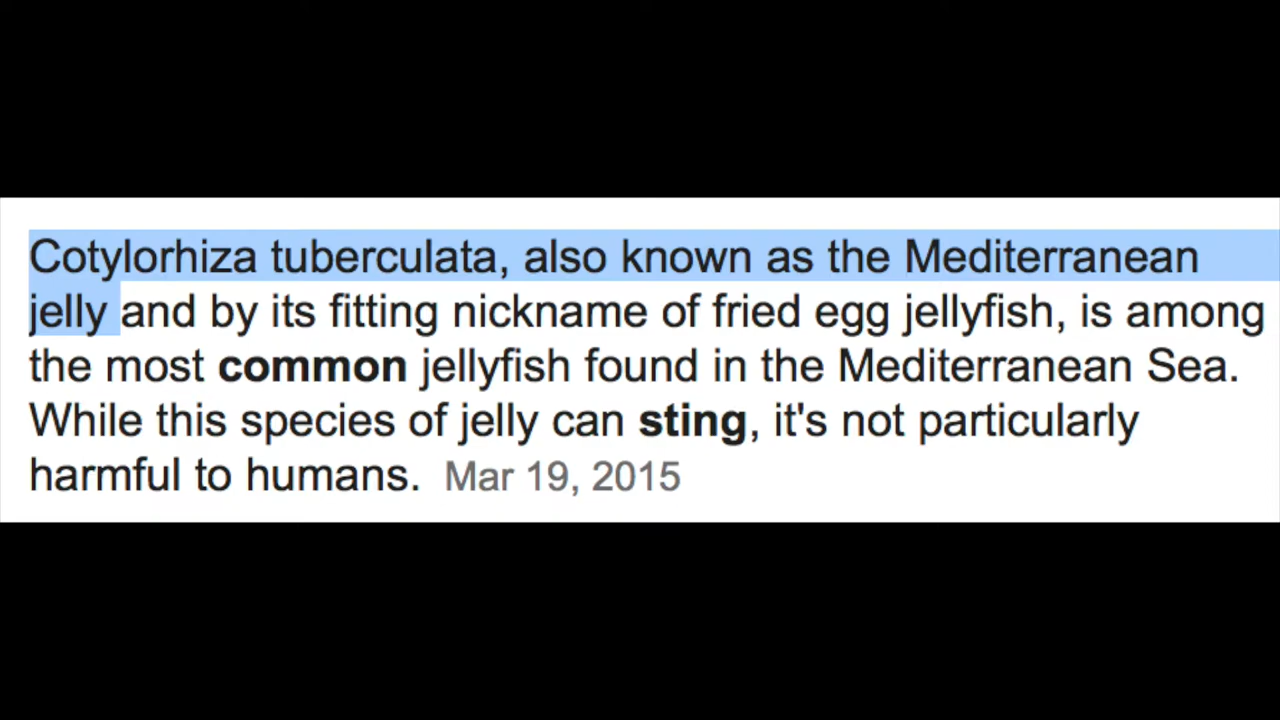 Cotylorhiza tuberculata, also known as the Mediterranean
jelly and by its fitting nickname of fried egg jellyfish, is among
the most common jellyfish found in the Mediterranean Sea.
While this species of jelly can sting, it's not particularly
harmful to humans. Mar 19, 2015